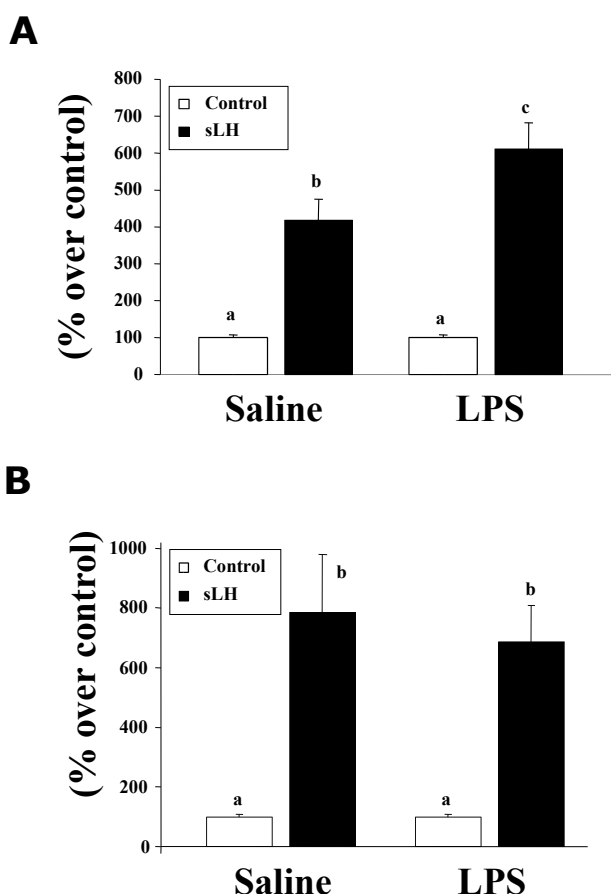 A
(% over control)
800
700
600
500
400
300
200
100
0
Control
sLH
a
b
a
c
Saline LPS
B
(% over control)
1000
800
600
400
200
0
Control
sLH
a
b
a
b
Saline LPS